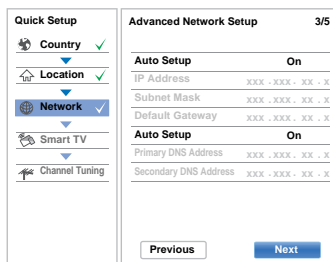 Quick Setup
Country
Location
Network
Smart TV
Channel Tuning
Advanced Network Setup 3/5
Auto Setup On
IP Address xxx . xxx . xx . x
Subnet Mask xxx . xxx . xx . x
Default Gateway xxx . xxx . xx . x
Auto Setup On
Primary DNS Address xxx . xxx . xx . x
Secondary DNS Address xxx . xxx . xx . x
Previous Next